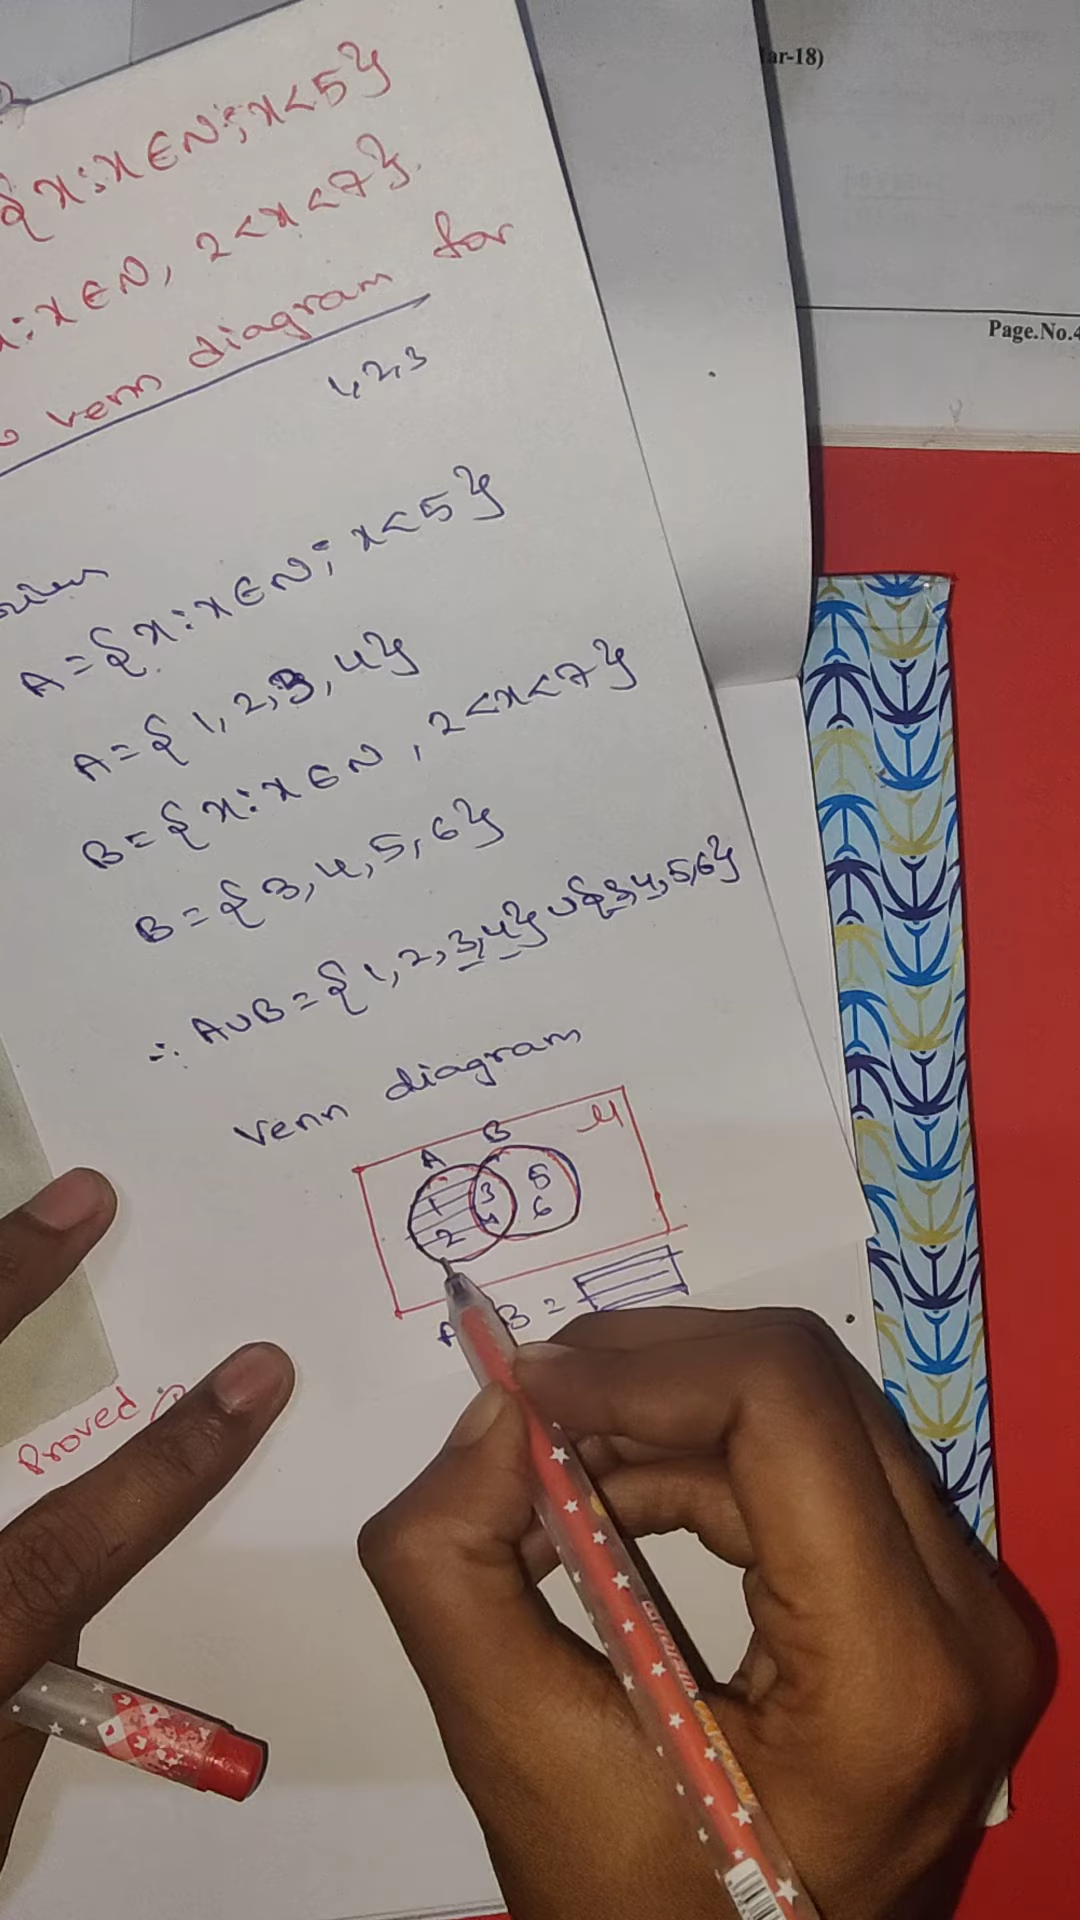 ar-18)
Page.No.4
{x:x∈N; x<5}
x:x∈N, 2<x<7}.
venn diagram for
1,2,3
A={x:x∈N; x<5}
A={1,2,3,4}
B={x:x∈N, 2<x<7}
B={3,4,5,6}
∴ A∪B={1,2,3,4}∪{3,4,5,6}
Venn diagram
A B μ
1 3 5
2 4 6
A B =
Proved